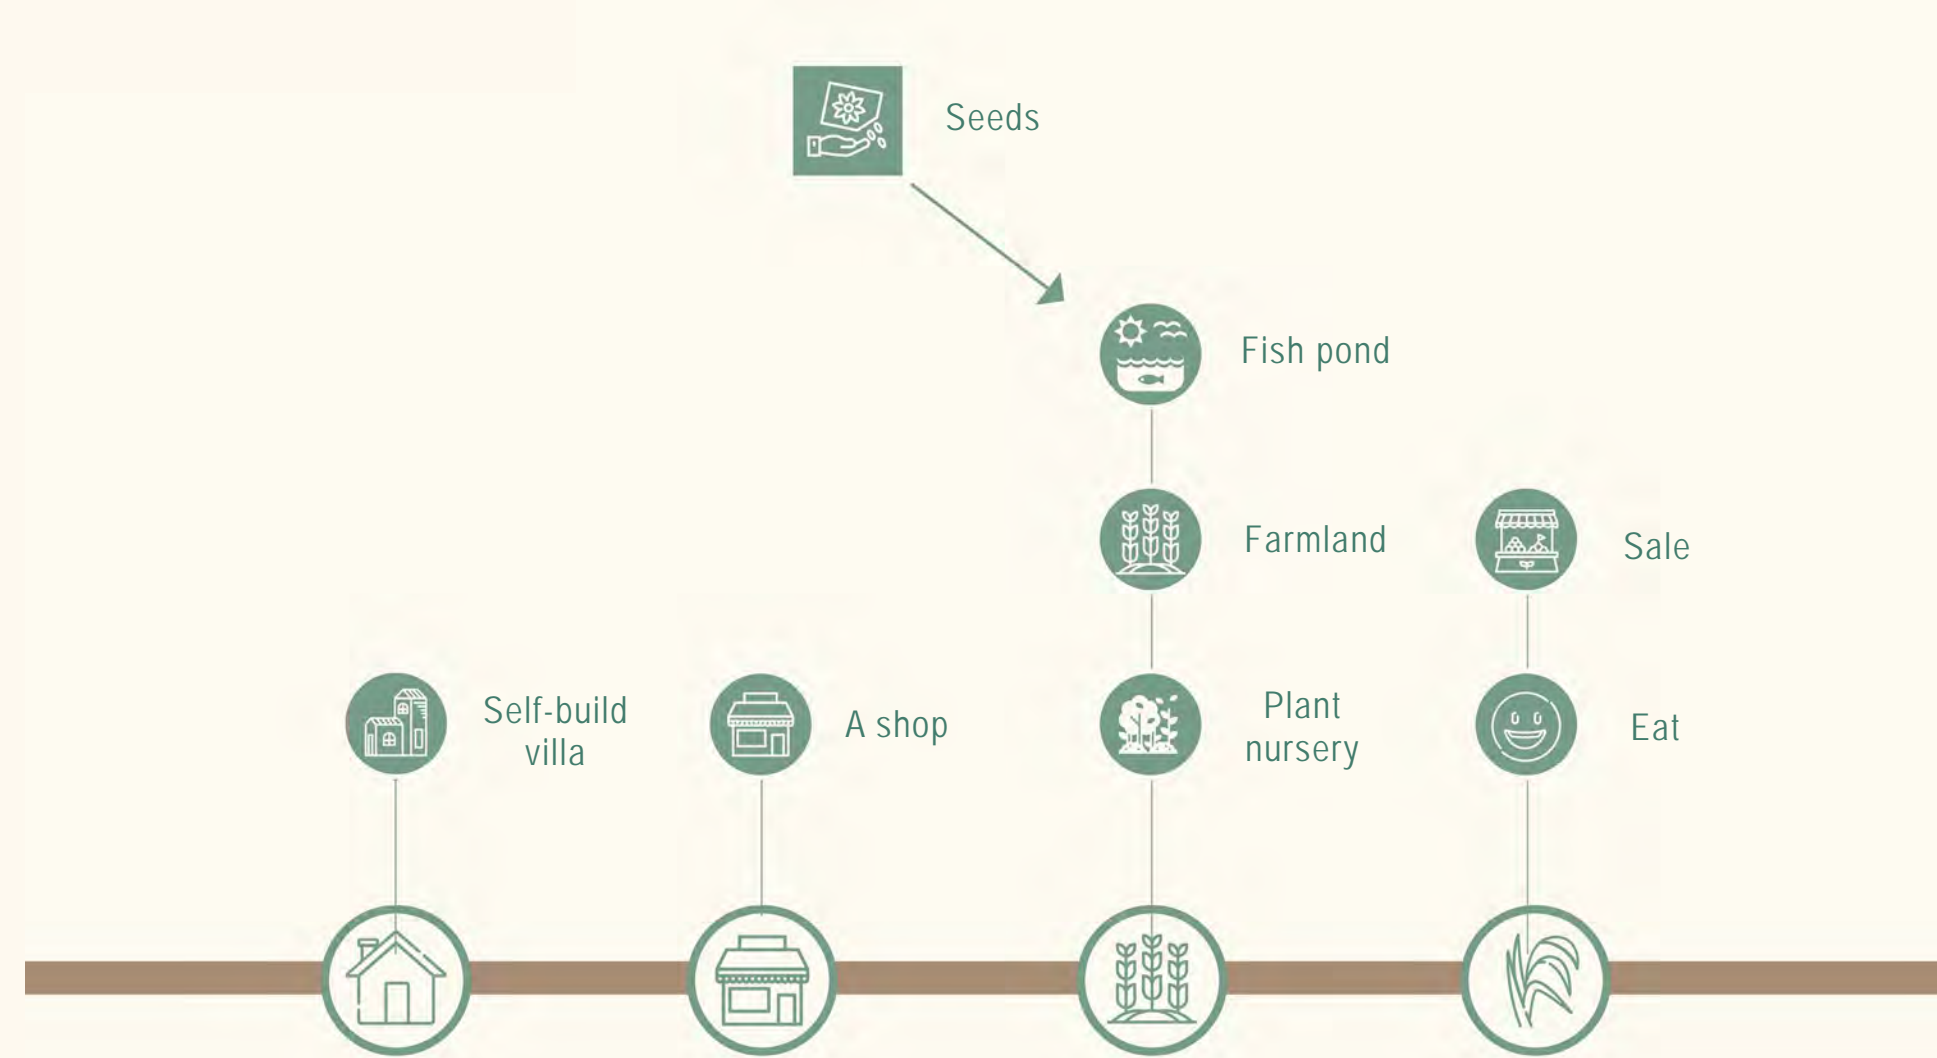 Seeds
Fish pond
Farmland
Sale
Self-build
villa
A shop
Plant
nursery
Eat